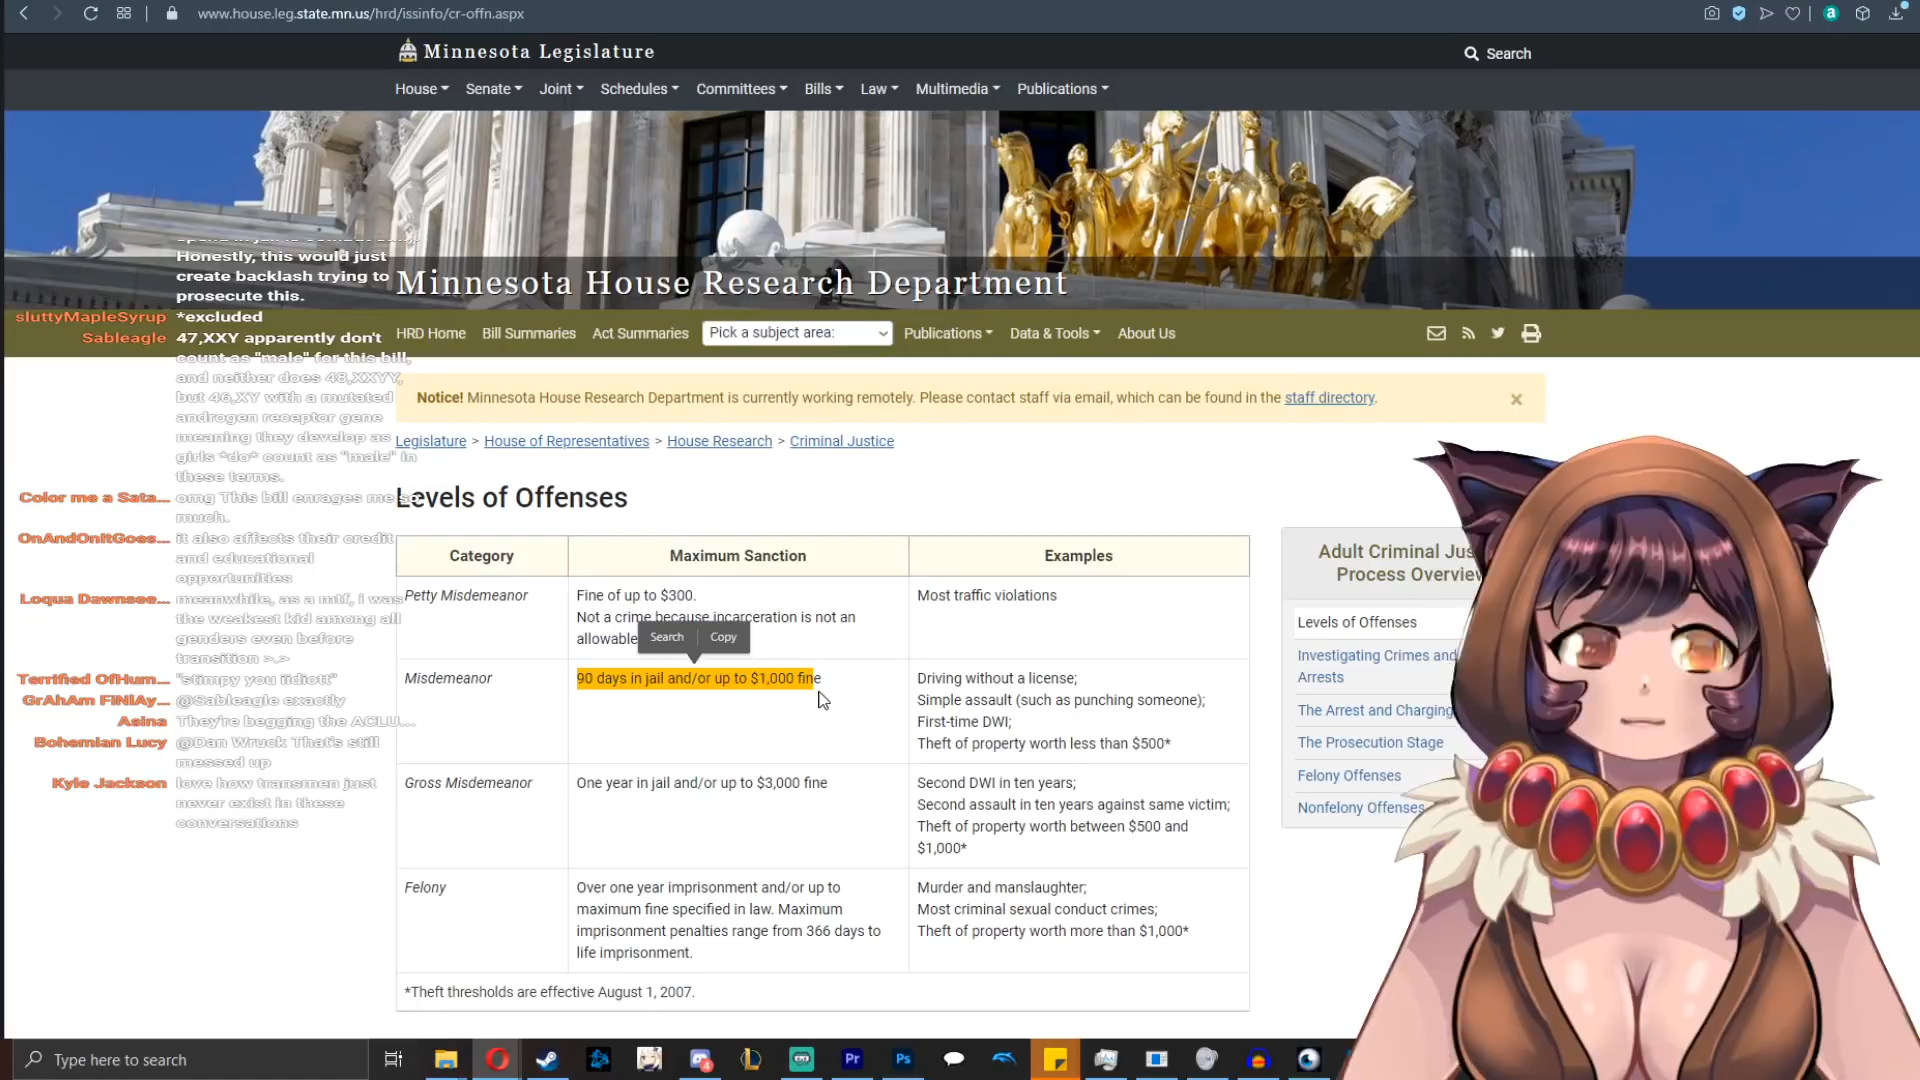 www.house.leg.state.mn.us/hrd/issinfo/cr-offn.aspx
Minnesota Legislature
Search
House Senate Joint Schedules Committees Bills Law Multimedia Publications
Minnesota House Research Department
HRD Home Bill Summaries Act Summaries Pick a subject area: Publications Data & Tools About Us
Notice! Minnesota House Research Department is currently working remotely. Please contact staff via email, which can be found in the staff directory. ×
Legislature > House of Representatives > House Research > Criminal Justice
Honestly, this would just
create backlash trying to
prosecute this.
sluttyMapleSyrup *excluded
Sableagle 47,XXY apparently don't
count as "male" for this bill,
and neither does 48,XXYY,
but 46,XY with a mutated
androgen receptor gene
meaning they develop as
girls *do* count as "male" in
these terms.
Color me a Sata... omg This bill enrages me so
much.
OnAndOnItGoes... it also affects their credit
and educational
opportunities
Loqua Dawnsee... meanwhile, as a mtf, i was
the weakest kid among all
genders even before
transition >.>
Terrified OfHum... "stimpy you iidiott"
GrAhAm FINlAy... @Sableagle exactly
Asina They're begging the ACLU...
Bohemian Lucy @Dan Wruck That's still
messed up
Kyle Jackson love how transmen just
never exist in these
conversations
Levels of Offenses
Category Maximum Sanction Examples
Petty Misdemeanor
Fine of up to $300.
Not a crime because incarceration is not an
allowable
Most traffic violations
Search Copy
Misdemeanor
90 days in jail and/or up to $1,000 fine
Driving without a license;
Simple assault (such as punching someone);
First-time DWI;
Theft of property worth less than $500*
Gross Misdemeanor
One year in jail and/or up to $3,000 fine
Second DWI in ten years;
Second assault in ten years against same victim;
Theft of property worth between $500 and
$1,000*
Felony
Over one year imprisonment and/or up to
maximum fine specified in law. Maximum
imprisonment penalties range from 366 days to
life imprisonment.
Murder and manslaughter;
Most criminal sexual conduct crimes;
Theft of property worth more than $1,000*
*Theft thresholds are effective August 1, 2007.
Adult Criminal
Process
Levels of Offenses
Investigating Crimes and
Arrests
The Arrest and Charging
The Prosecution Stage
Felony Offenses
Nonfelony Offenses
Type here to search
Pr
Ps